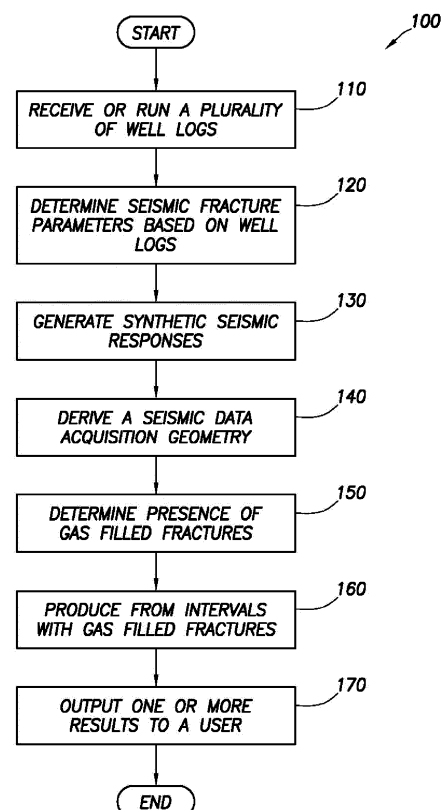 START
100
RECEIVE OR RUN A PLURALITY
OF WELL LOGS
110
DETERMINE SEISMIC FRACTURE
PARAMETERS BASED ON WELL
LOGS
120
GENERATE SYNTHETIC SEISMIC
RESPONSES
130
DERIVE A SEISMIC DATA
ACQUISITION GEOMETRY
140
DETERMINE PRESENCE OF
GAS FILLED FRACTURES
150
PRODUCE FROM INTERVALS
WITH GAS FILLED FRACTURES
160
OUTPUT ONE OR MORE
RESULTS TO A USER
170
END